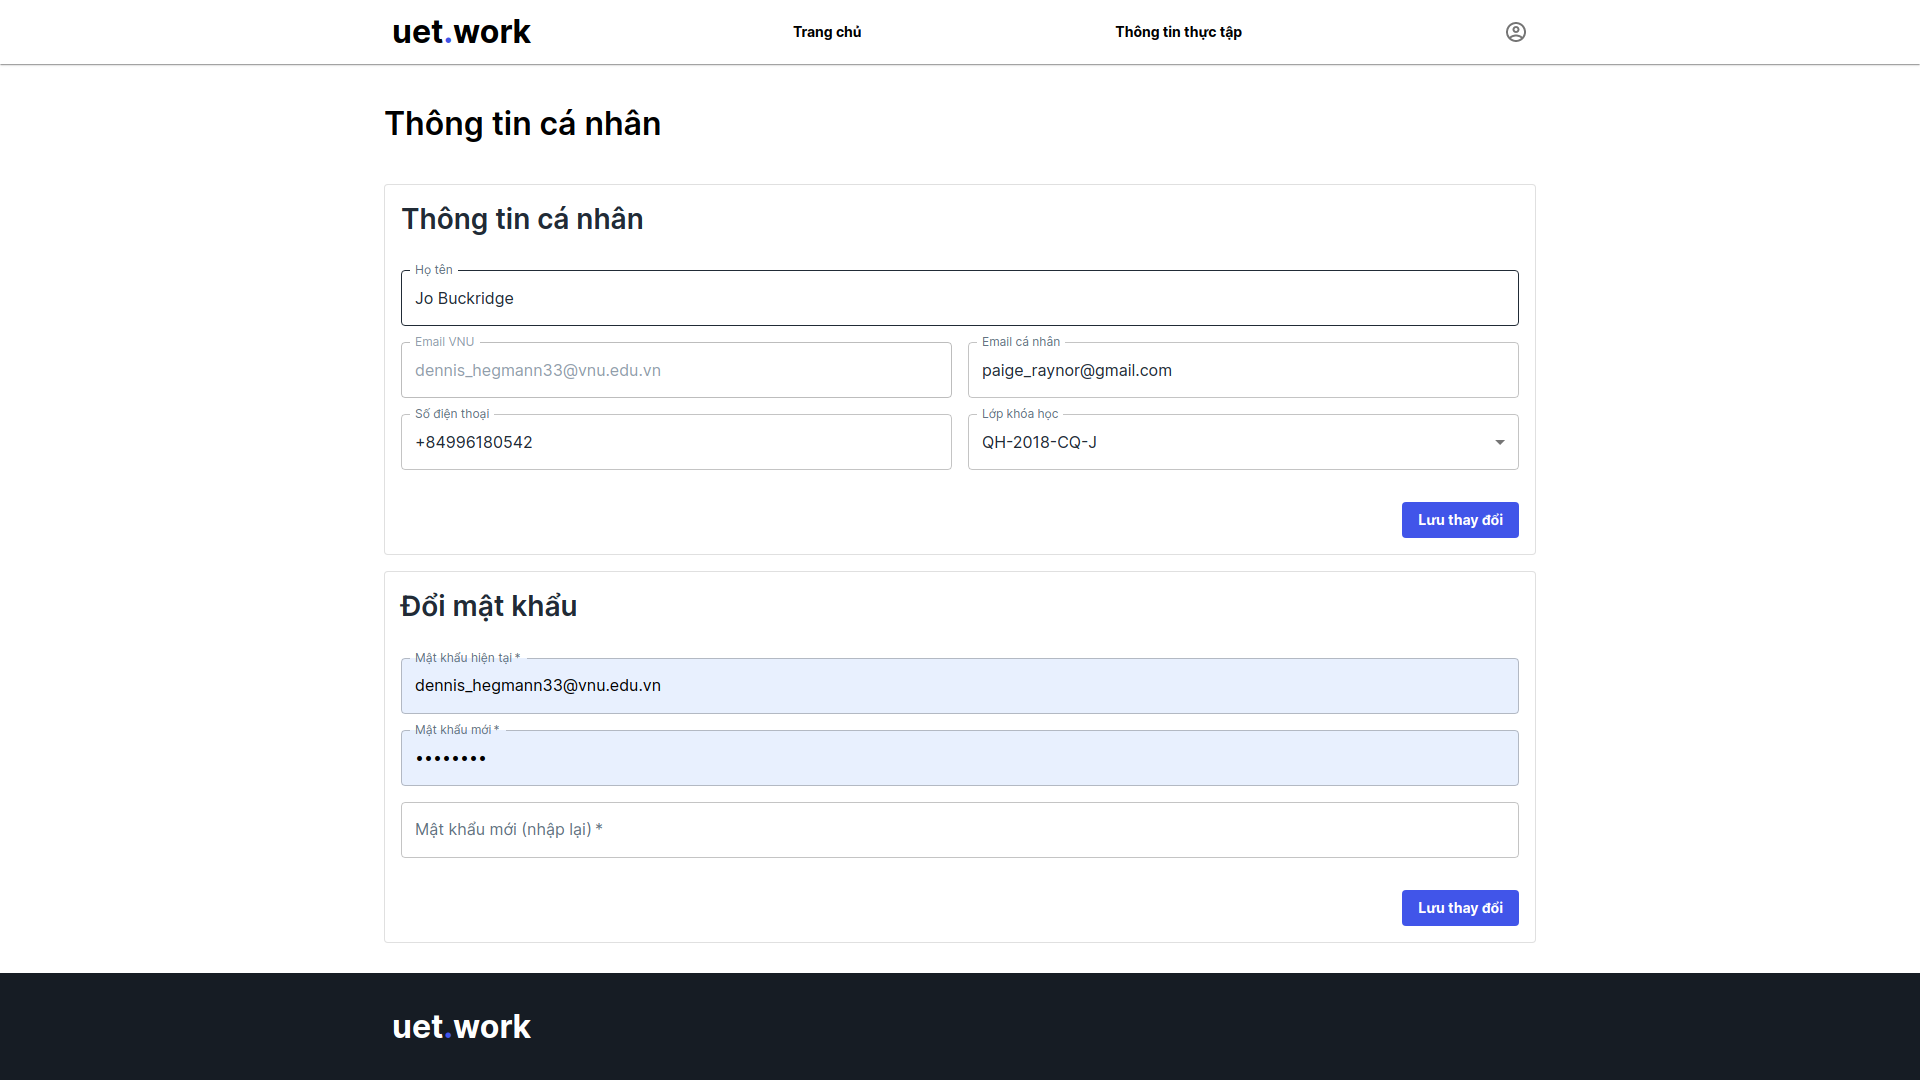 uet.work
Trang chủ
Thông tin thực tập
Thông tin cá nhân
Thông tin cá nhân
Họ tên
Jo Buckridge
Email VNU
Email cá nhân
dennis_hegmann33@vnu.edu.vn
paige_raynor@gmail.com
Số điện thoại
Lớp khóa học
+84996180542
QH-2018-CQ-J
Lưu thay đổi
Đổi mật khẩu
Mật khẩu hiện tại *
dennis_hegmann33@vnu.edu.vn
Mật khẩu mới *
••••••••
Mật khẩu mới (nhập lại) *
Lưu thay đổi
uet.work